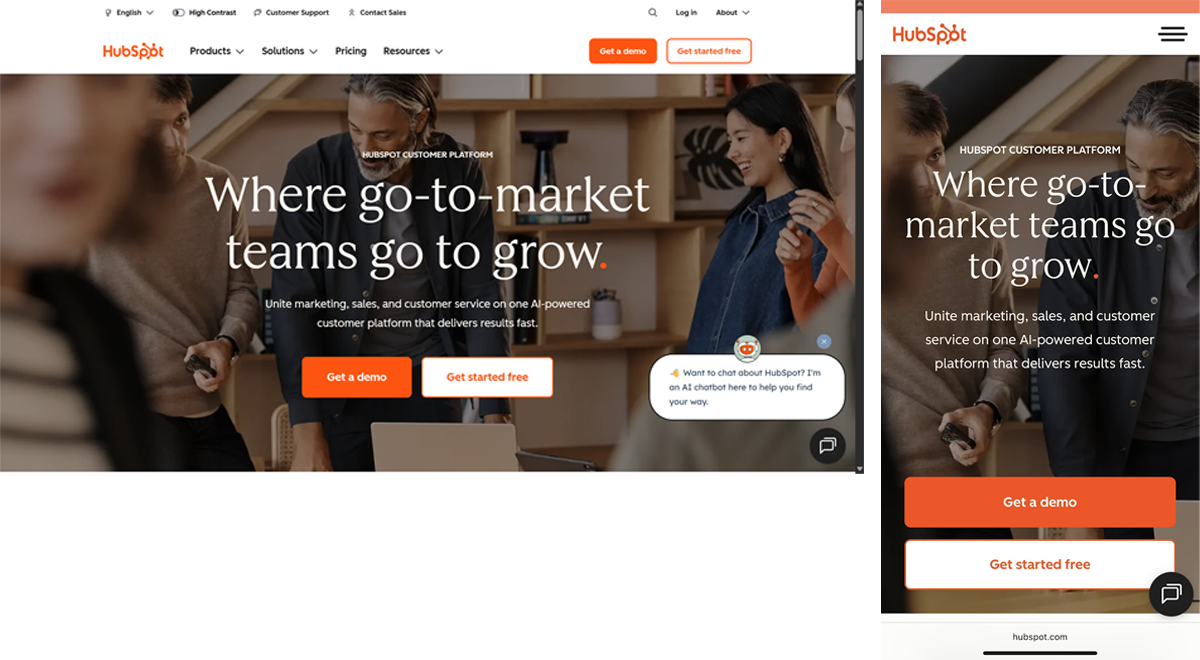 English
High Contrast
Customer Support
Contact Sales
Log in
About
HubSpot
Products
Solutions
Pricing
Resources
Get a demo
Get started free
HUBSPOT CUSTOMER PLATFORM
Where go-to-market
teams go to grow.
Unite marketing, sales, and customer service on one AI-powered
customer platform that delivers results fast.
Get a demo
Get started free
👋 Want to chat about HubSpot? I'm
an AI chatbot here to help you find
your way.
HubSpot
HUBSPOT CUSTOMER PLATFORM
Where go-to-
market teams go
to grow.
Unite marketing, sales, and customer
service on one AI-powered customer
platform that delivers results fast.
Get a demo
Get started free
hubspot.com